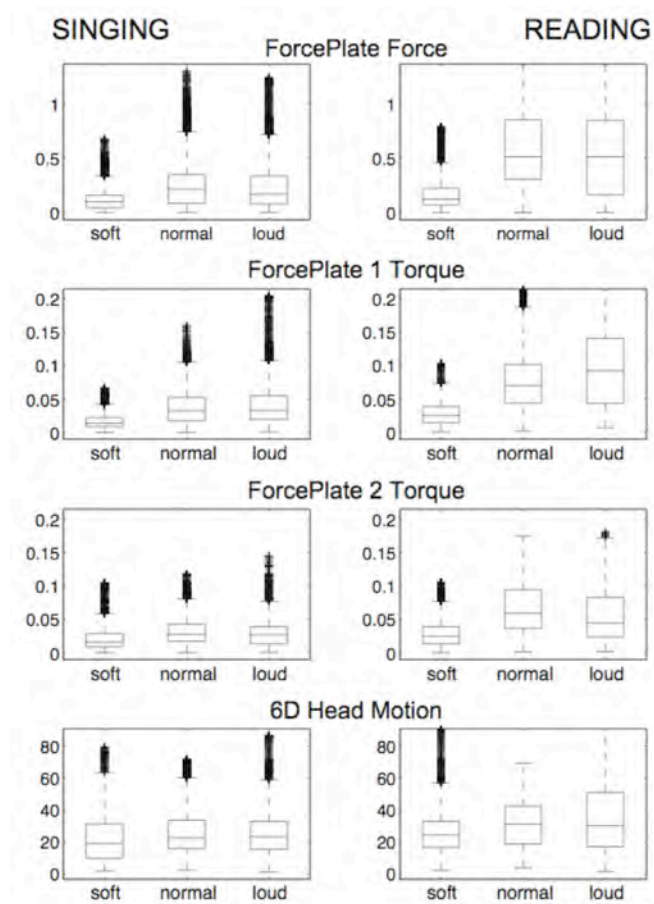 SINGING READING
ForcePlate Force
1 1
0.5 0.5
0 0
soft normal loud soft normal loud
ForcePlate 1 Torque
0.2 0.2
0.15 0.15
0.1 0.1
0.05 0.05
0 0
soft normal loud soft normal loud
ForcePlate 2 Torque
0.2 0.2
0.15 0.15
0.1 0.1
0.05 0.05
0 0
soft normal loud soft normal loud
6D Head Motion
80 80
60 60
40 40
20 20
0 0
soft normal loud soft normal loud